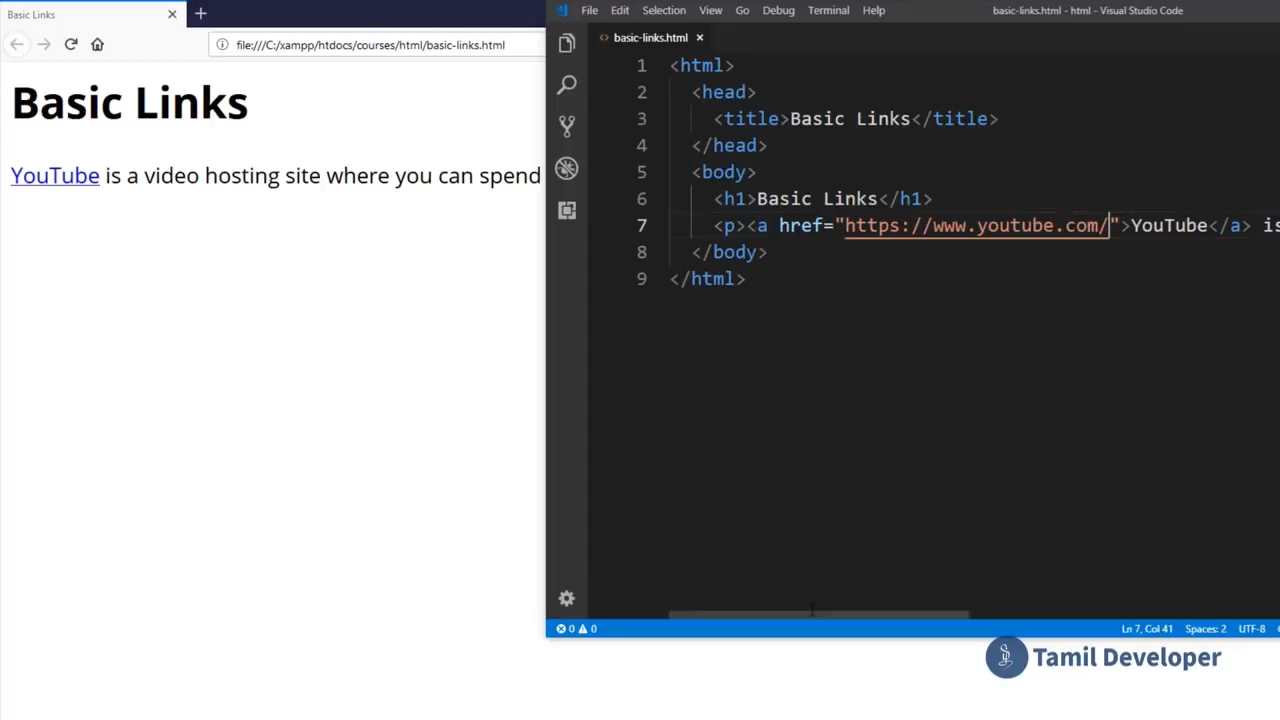 Basic Links
file:///C:/xampp/htdocs/courses/html/basic-links.html
Basic Links
YouTube is a video hosting site where you can spend
File Edit Selection View Go Debug Terminal Help
basic-links.html - html - Visual Studio Code
basic-links.html
1 <html>
2 <head>
3 <title>Basic Links</title>
4 </head>
5 <body>
6 <h1>Basic Links</h1>
7 <p><a href="https://www.youtube.com/">YouTube</a> is
8 </body>
9 </html>
0 0
Ln 7, Col 41 Spaces: 2 UTF-8
Tamil Developer